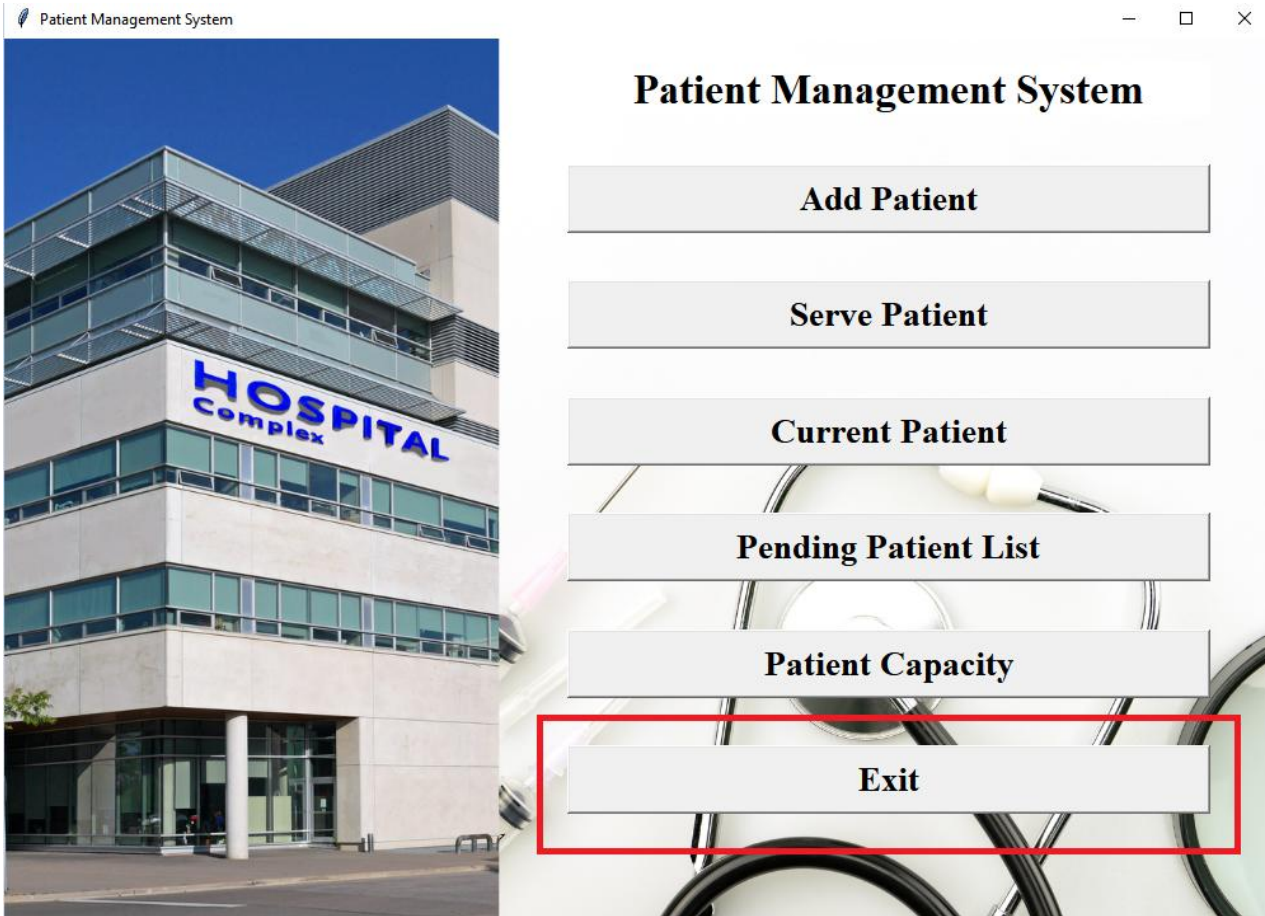 Patient Management System
Patient Management System
HOSPITAL
Complex
Add Patient
Serve Patient
Current Patient
Pending Patient List
Patient Capacity
Exit